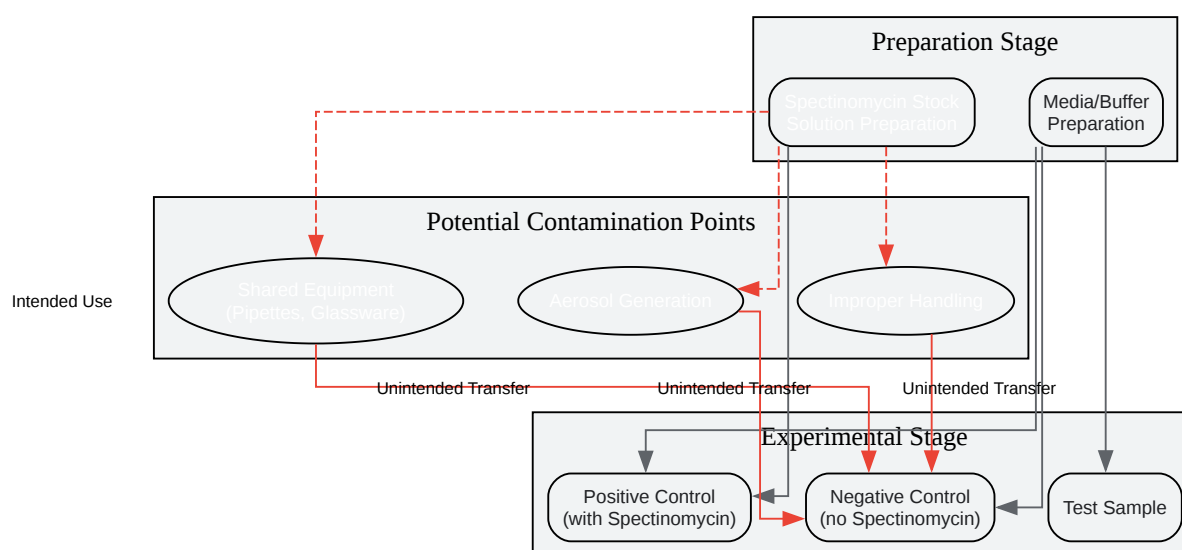 Preparation Stage
Spectinomycin Stock
Solution Preparation
Media/Buffer
Preparation
Potential Contamination Points
Shared Equipment
(Pipettes, Glassware)
Aerosol Generation
Improper Handling
Intended Use
Unintended Transfer
Unintended Transfer
Unintended Transfer
Experimental Stage
Positive Control
(with Spectinomycin)
Negative Control
(no Spectinomycin)
Test Sample